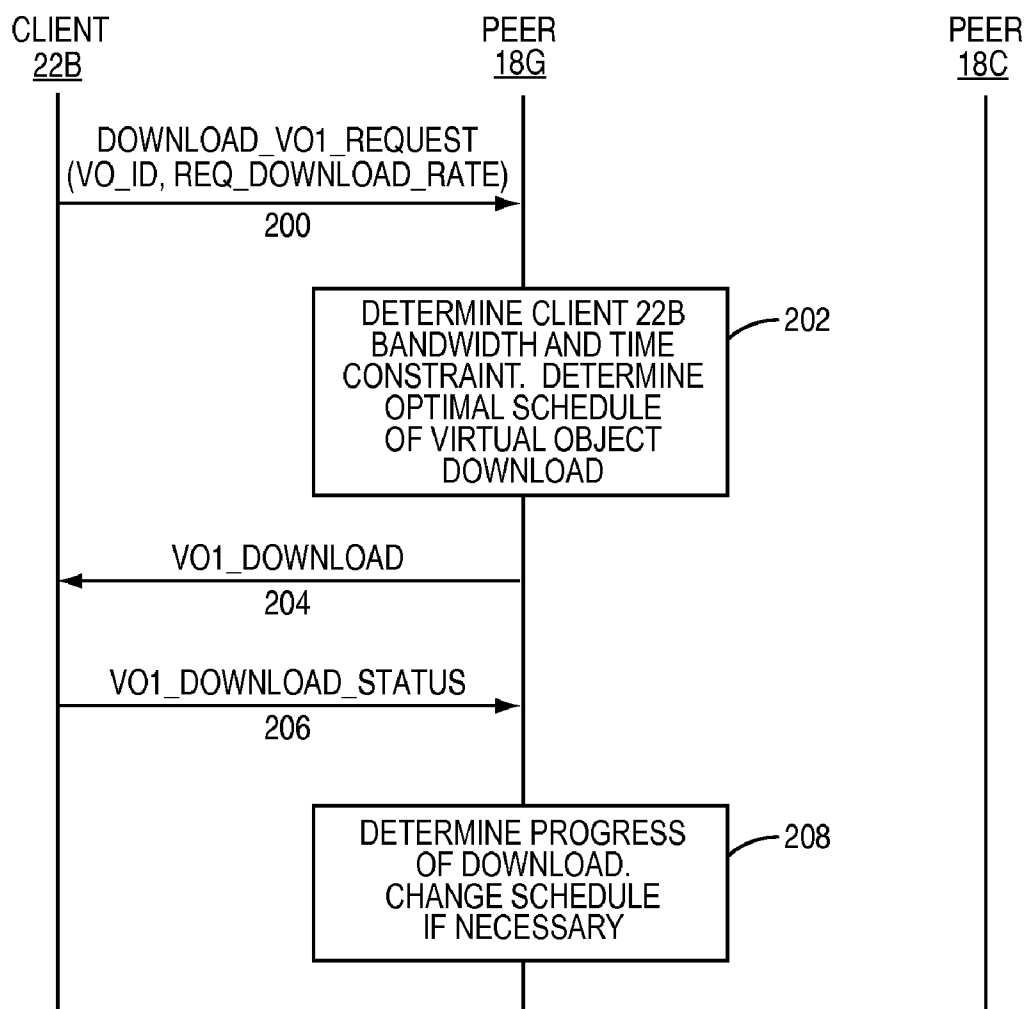 CLIENT
22B
PEER
18G
PEER
18C
DOWNLOAD_VO1_REQUEST
(VO_ID, REQ_DOWNLOAD_RATE)
200
DETERMINE CLIENT 22B
BANDWIDTH AND TIME
CONSTRAINT. DETERMINE
OPTIMAL SCHEDULE
OF VIRTUAL OBJECT
DOWNLOAD
202
VO1_DOWNLOAD
204
VO1_DOWNLOAD_STATUS
206
DETERMINE PROGRESS
OF DOWNLOAD.
CHANGE SCHEDULE
IF NECESSARY
208